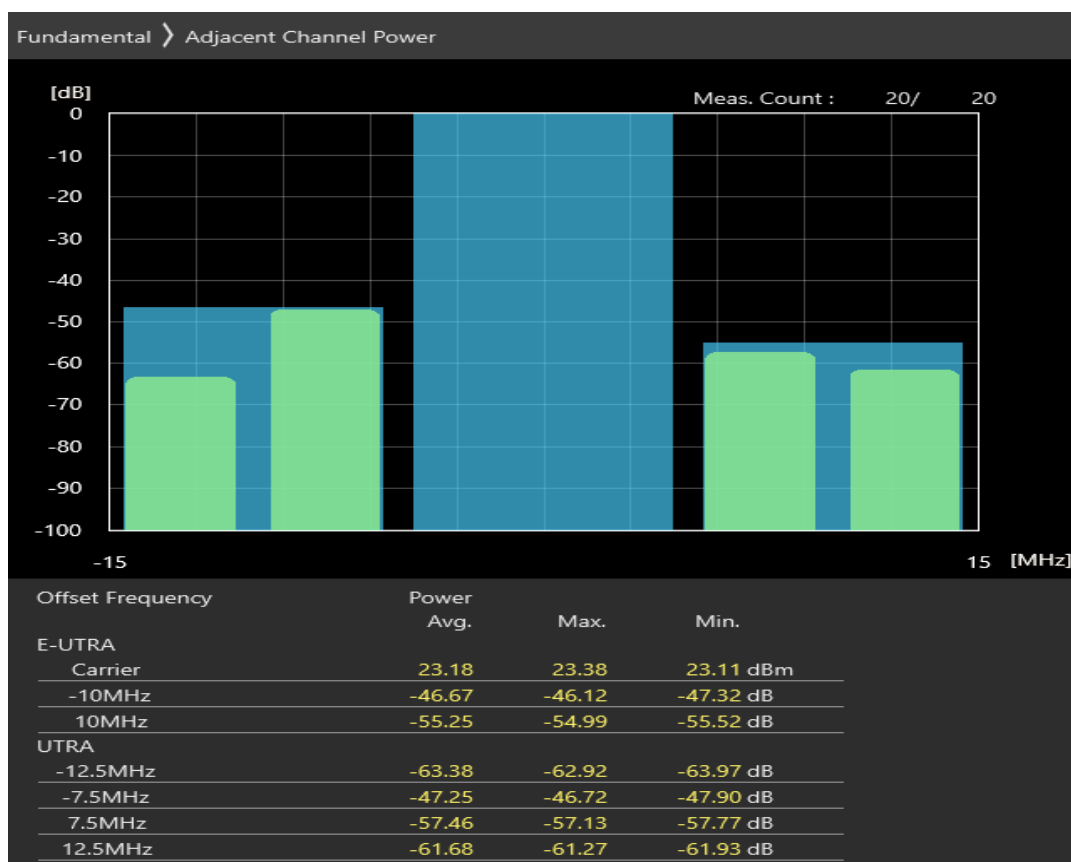 Fundamental ❯ Adjacent Channel Power
[dB]
Meas. Count : 20/ 20
0
-10
-20
-30
-40
-50
-60
-70
-80
-90
-100
-15 15 [MHz]
Offset Frequency Power
Avg. Max. Min.
E-UTRA
Carrier 23.18 23.38 23.11 dBm
-10MHz -46.67 -46.12 -47.32 dB
10MHz -55.25 -54.99 -55.52 dB
UTRA
-12.5MHz -63.38 -62.92 -63.97 dB
-7.5MHz -47.25 -46.72 -47.90 dB
7.5MHz -57.46 -57.13 -57.77 dB
12.5MHz -61.68 -61.27 -61.93 dB